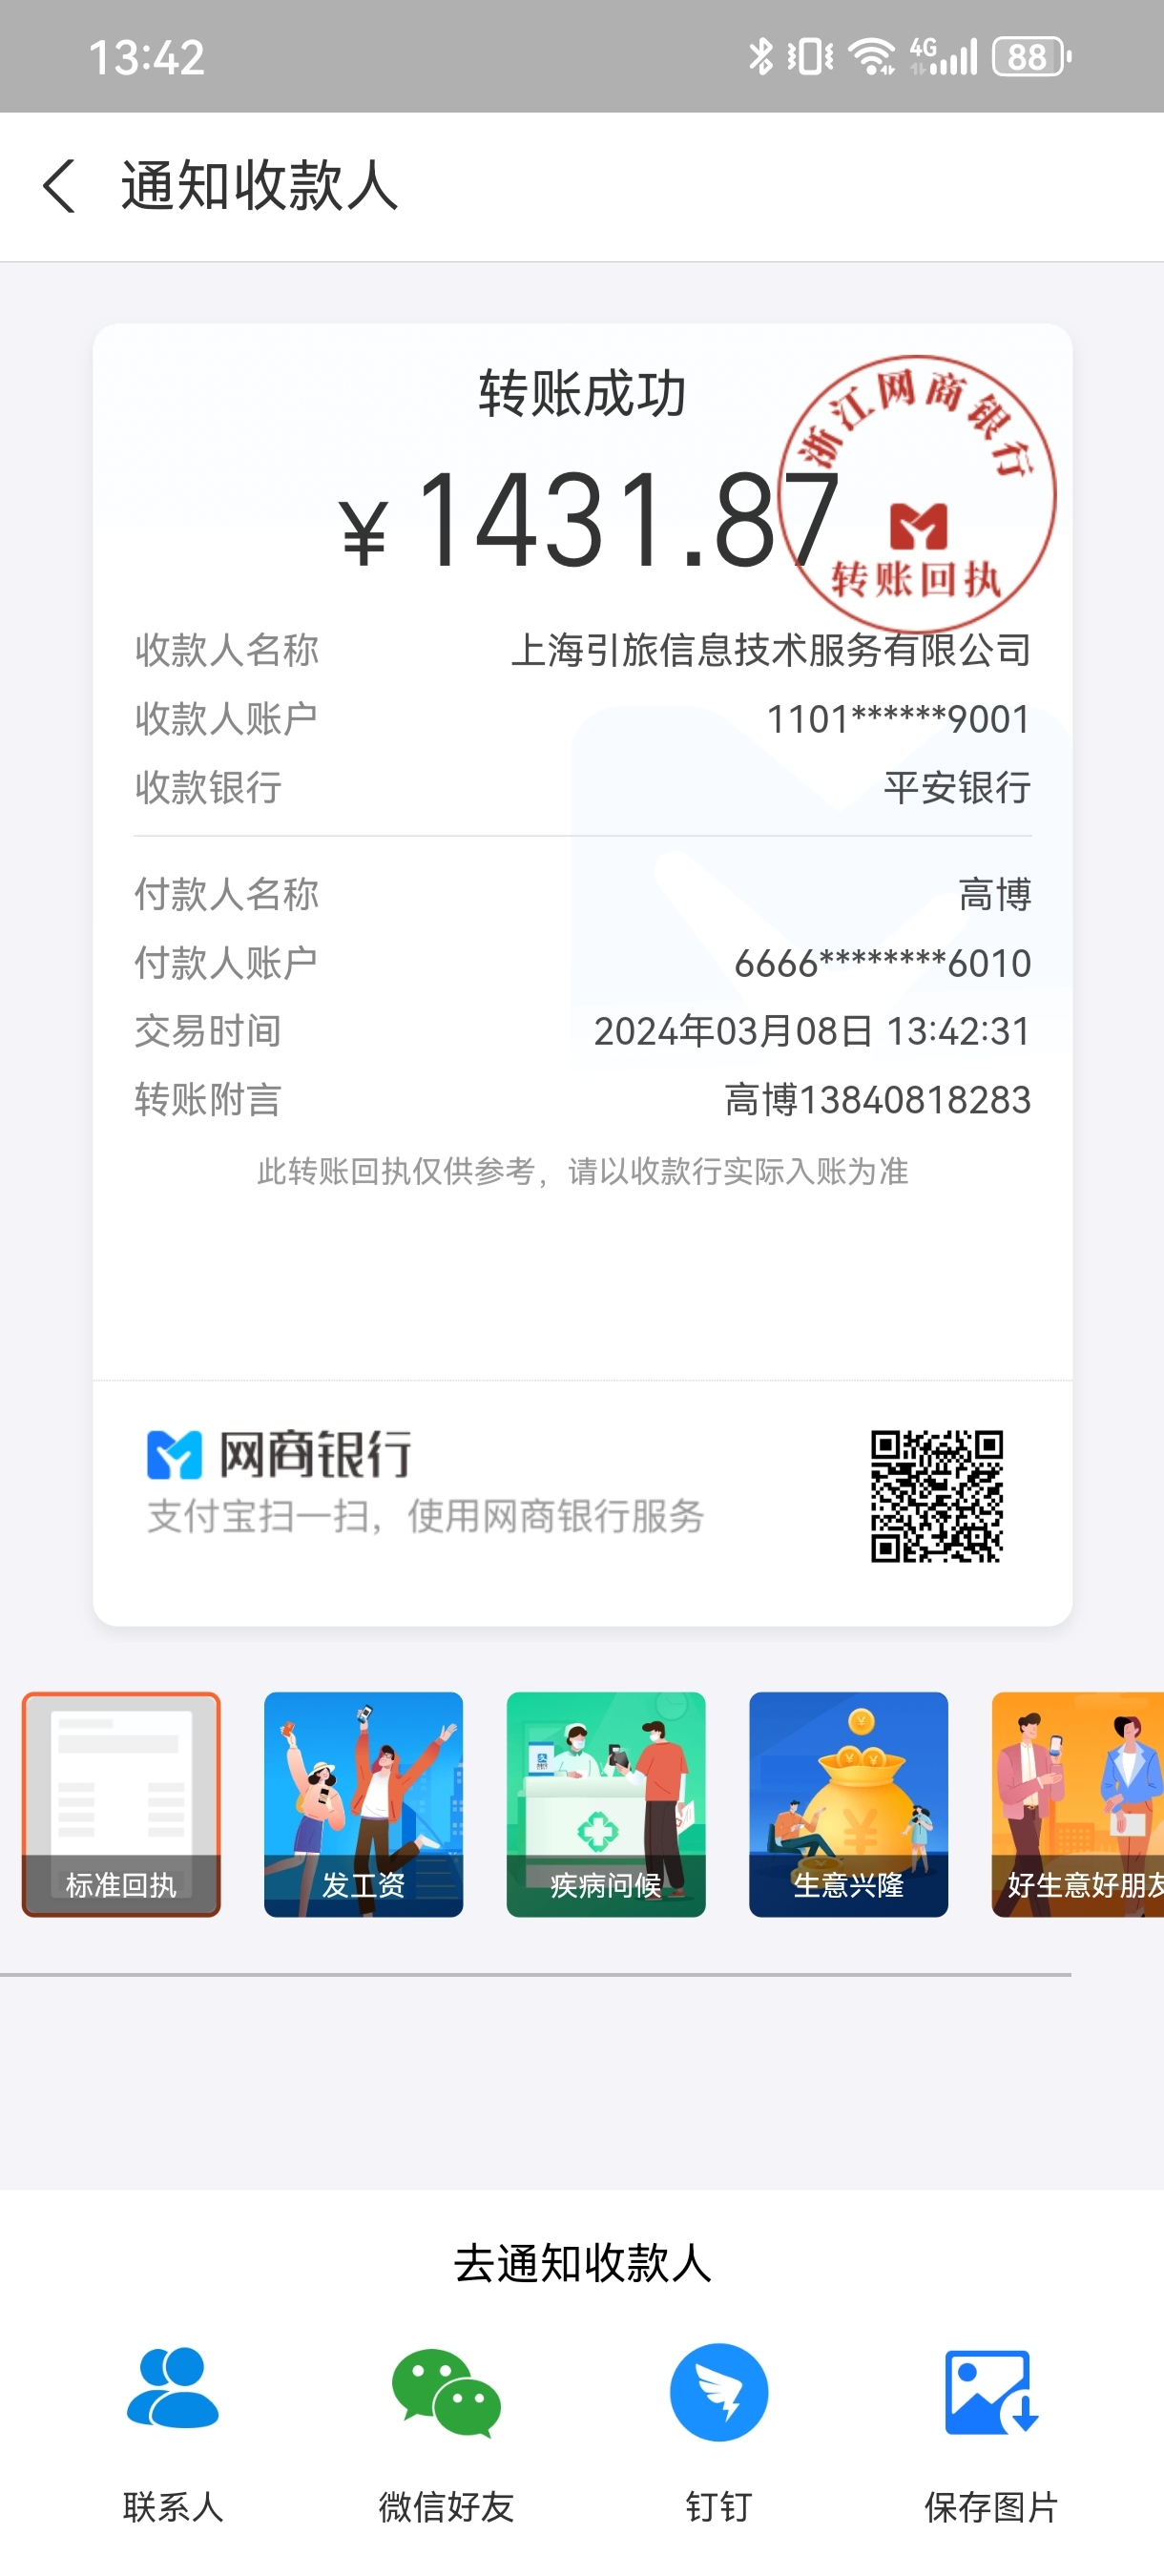 13:42
4G
88
通知收款人
转账成功
¥1431.87
浙江网商银行
转账回执
收款人名称 上海引旅信息技术服务有限公司
收款人账户 1101******9001
收款银行 平安银行
付款人名称 高博
付款人账户 6666********6010
交易时间 2024年03月08日 13:42:31
转账附言 高博13840818283
此转账回执仅供参考，请以收款行实际入账为准
网商银行
支付宝扫一扫，使用网商银行服务
标准回执 发工资 疾病问候 生意兴隆 好生意好朋友
去通知收款人
联系人 微信好友 钉钉 保存图片